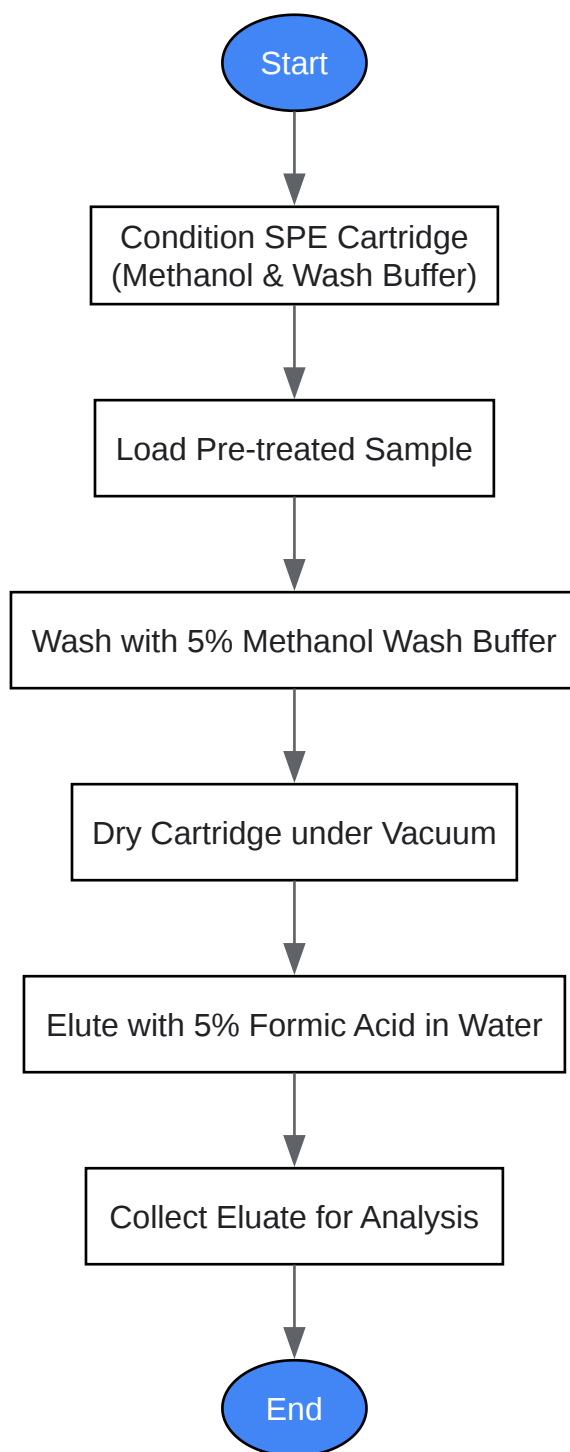 Start
Condition SPE Cartridge
(Methanol & Wash Buffer)
Load Pre-treated Sample
Wash with 5% Methanol Wash Buffer
Dry Cartridge under Vacuum
Elute with 5% Formic Acid in Water
Collect Eluate for Analysis
End